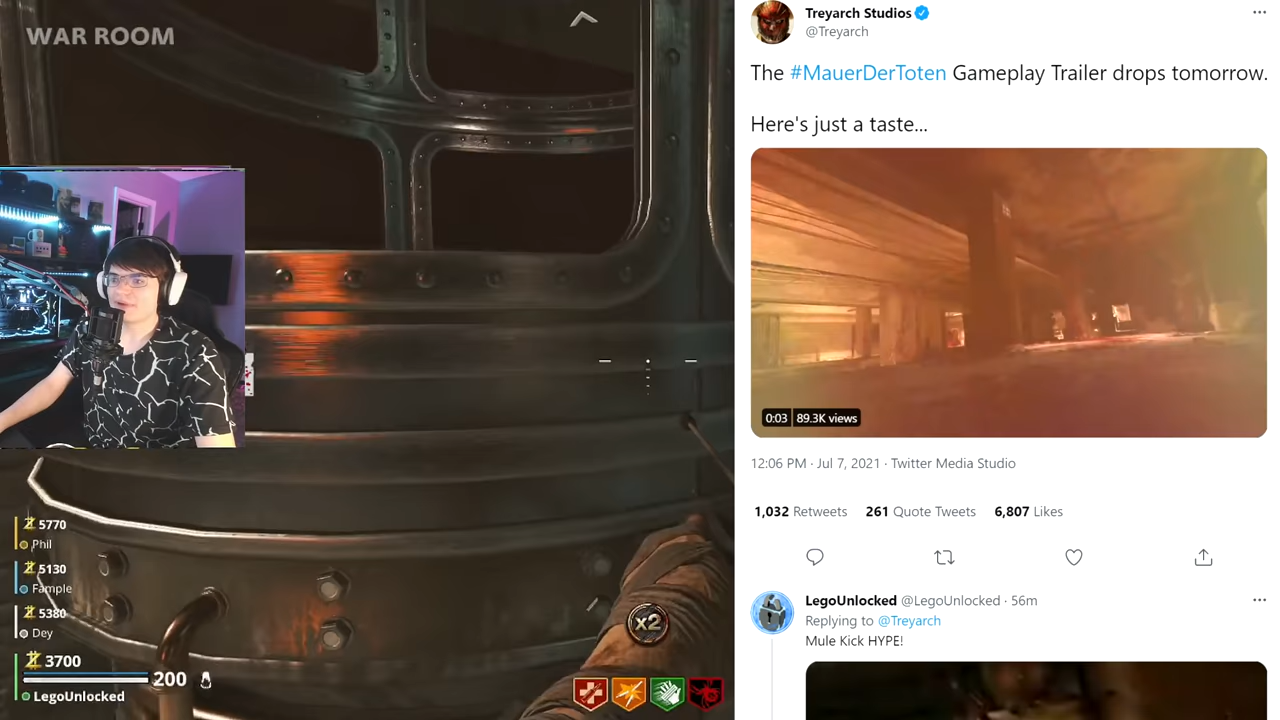 WAR ROOM
5770
Phil
5130
Fample
5380
Dey
3700
200
LegoUnlocked
x2
Treyarch Studios
@Treyarch
The #MauerDerToten Gameplay Trailer drops tomorrow.
Here's just a taste...
0:03 89.3K views
12:06 PM · Jul 7, 2021 · Twitter Media Studio
1,032 Retweets 261 Quote Tweets 6,807 Likes
LegoUnlocked @LegoUnlocked · 56m
Replying to @Treyarch
Mule Kick HYPE!